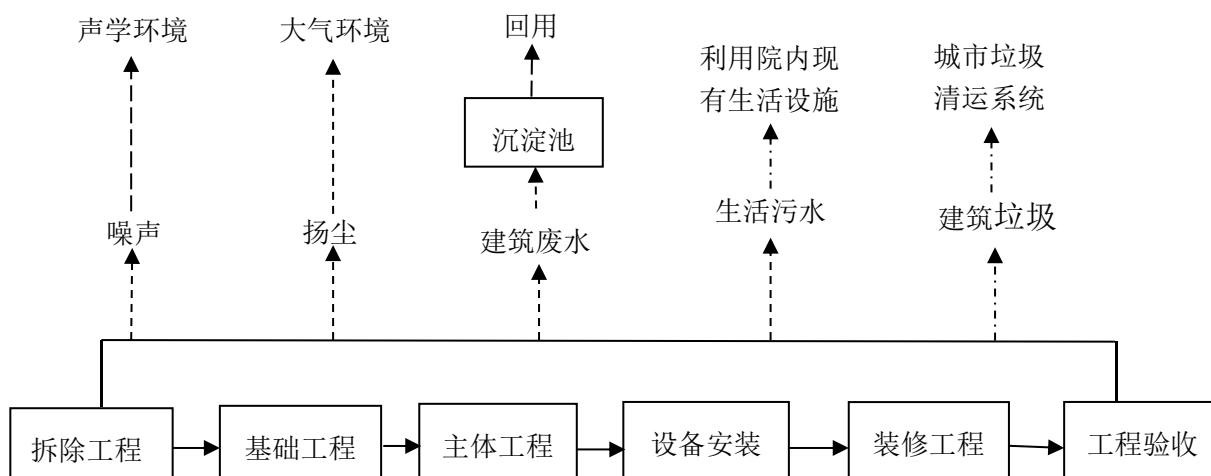 声学环境
大气环境
回用
利用院内现
有生活设施
城市垃圾
清运系统
沉淀池
噪声
扬尘
建筑废水
生活污水
建筑垃圾
拆除工程
基础工程
主体工程
设备安装
装修工程
工程验收